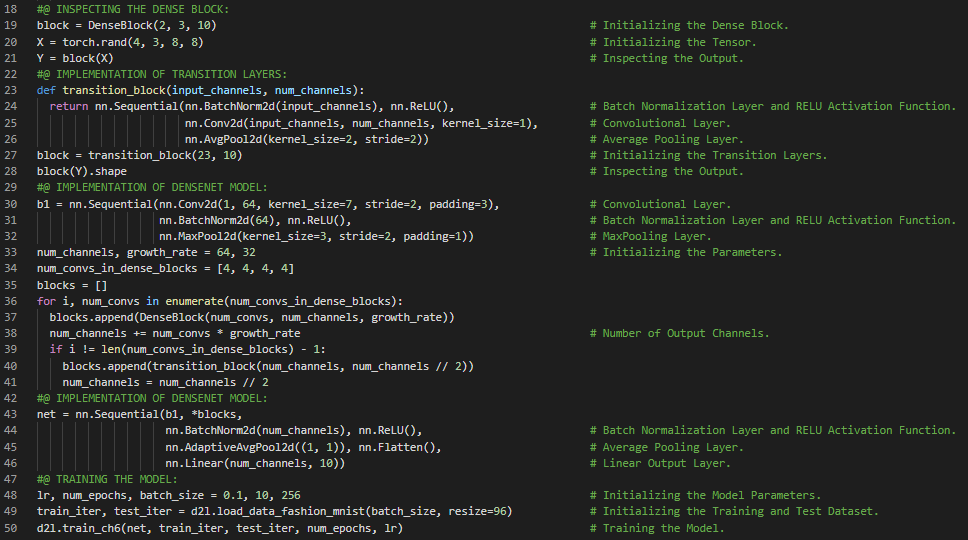 18 #@ INSPECTING THE DENSE BLOCK:
19 block = DenseBlock(2, 3, 10) # Initializing the Dense Block.
20 X = torch.rand(4, 3, 8, 8) # Initializing the Tensor.
21 Y = block(X) # Inspecting the Output.
22 #@ IMPLEMENTATION OF TRANSITION LAYERS:
23 def transition_block(input_channels, num_channels):
24   return nn.Sequential(nn.BatchNorm2d(input_channels), nn.ReLU(), # Batch Normalization Layer and RELU Activation Function.
25                        nn.Conv2d(input_channels, num_channels, kernel_size=1), # Convolutional Layer.
26                        nn.AvgPool2d(kernel_size=2, stride=2)) # Average Pooling Layer.
27 block = transition_block(23, 10) # Initializing the Transition Layers.
28 block(Y).shape # Inspecting the Output.
29 #@ IMPLEMENTATION OF DENSENET MODEL:
30 b1 = nn.Sequential(nn.Conv2d(1, 64, kernel_size=7, stride=2, padding=3), # Convolutional Layer.
31                    nn.BatchNorm2d(64), nn.ReLU(), # Batch Normalization Layer and RELU Activation Function.
32                    nn.MaxPool2d(kernel_size=3, stride=2, padding=1)) # MaxPooling Layer.
33 num_channels, growth_rate = 64, 32 # Initializing the Parameters.
34 num_convs_in_dense_blocks = [4, 4, 4, 4]
35 blocks = []
36 for i, num_convs in enumerate(num_convs_in_dense_blocks):
37   blocks.append(DenseBlock(num_convs, num_channels, growth_rate))
38   num_channels += num_convs * growth_rate # Number of Output Channels.
39   if i != len(num_convs_in_dense_blocks) - 1:
40     blocks.append(transition_block(num_channels, num_channels // 2))
41     num_channels = num_channels // 2
42 #@ IMPLEMENTATION OF DENSENET MODEL:
43 net = nn.Sequential(b1, *blocks,
44                     nn.BatchNorm2d(num_channels), nn.ReLU(), # Batch Normalization Layer and RELU Activation Function.
45                     nn.AdaptiveAvgPool2d((1, 1)), nn.Flatten(), # Average Pooling Layer.
46                     nn.Linear(num_channels, 10)) # Linear Output Layer.
47 #@ TRAINING THE MODEL:
48 lr, num_epochs, batch_size = 0.1, 10, 256 # Initializing the Model Parameters.
49 train_iter, test_iter = d2l.load_data_fashion_mnist(batch_size, resize=96) # Initializing the Training and Test Dataset.
50 d2l.train_ch6(net, train_iter, test_iter, num_epochs, lr) # Training the Model.